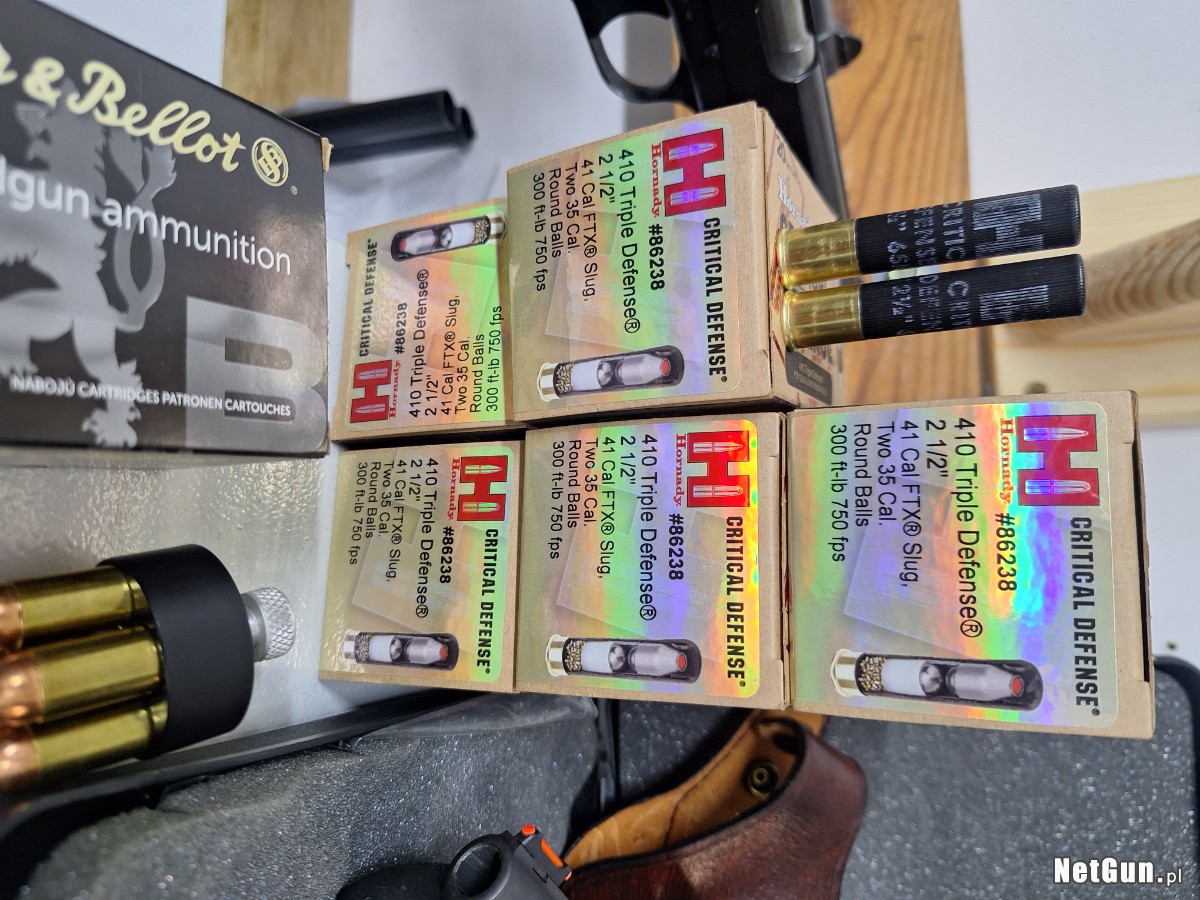 & Bellot
gun ammunition
NÁBOJŮ CARTRIDGES PATRONEN CARTOUCHES
CRITICAL DEFENSE®
Hornady
#86238
410 Triple Defense®
2 1/2"
41 Cal FTX® Slug,
Two 35 Cal.
Round Balls
300 ft-lb 750 fps
CRITICAL DEFENSE®
Hornady
#86238
410 Triple Defense®
2 1/2"
41 Cal FTX® Slug,
Two 35 Cal.
Round Balls
300 ft-lb 750 fps
CRITICAL DEFENSE®
Hornady
#86238
410 Triple Defense®
2 1/2"
41 Cal FTX® Slug,
Two 35 Cal.
Round Balls
300 ft-lb 750 fps
CRITICAL DEFENSE®
Hornady
#86238
410 Triple Defense®
2 1/2"
41 Cal FTX® Slug,
Two 35 Cal.
Round Balls
300 ft-lb 750 fps
CRITICAL DEFENSE®
Hornady
#86238
410 Triple Defense®
2 1/2"
41 Cal FTX® Slug,
Two 35 Cal.
Round Balls
300 ft-lb 750 fps
2 1/2"
NetGun.pl